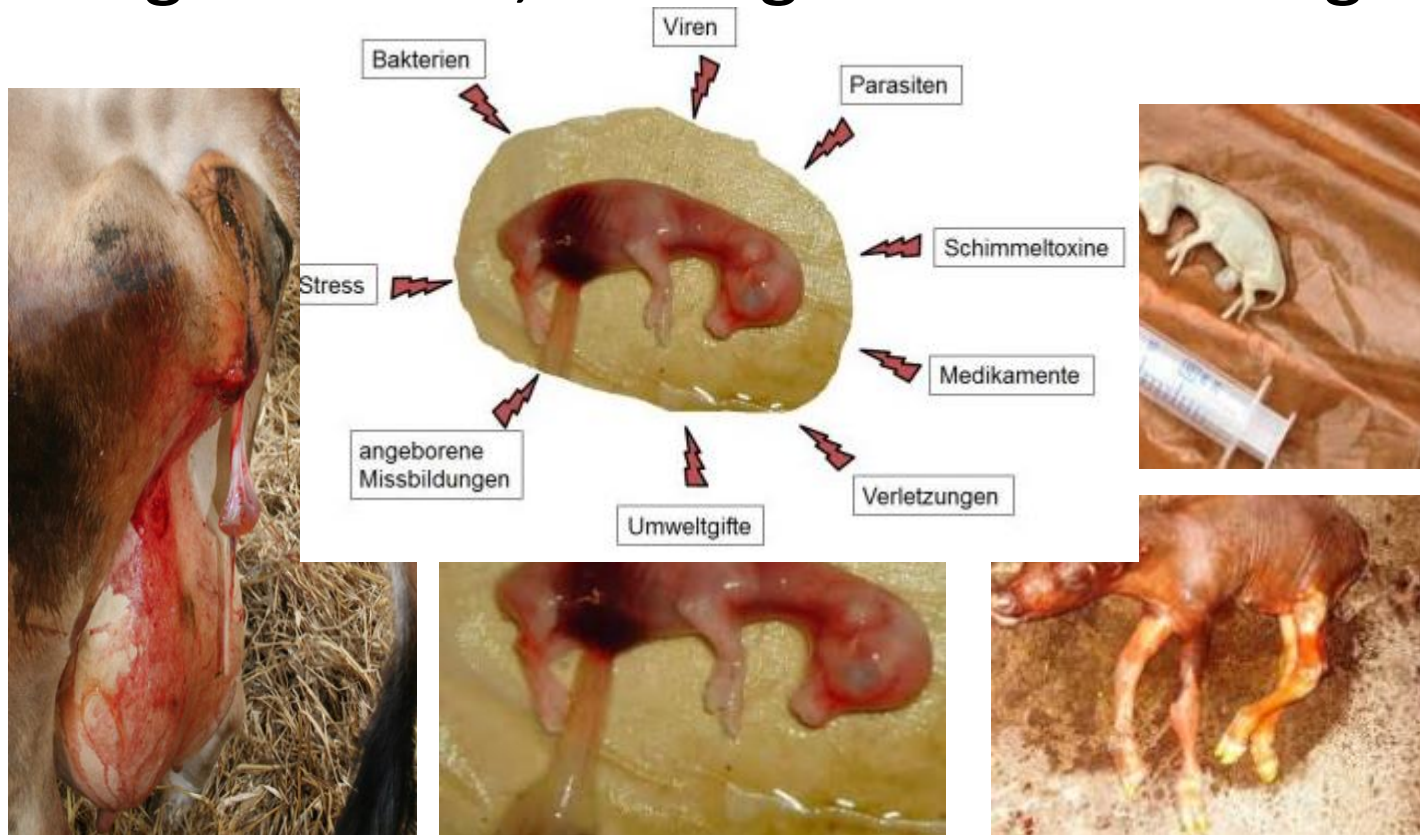 Viren
Bakterien
Parasiten
Schimmeltoxine
Stress
Medikamente
angeborene
Missbildungen
Verletzungen
Umweltgifte